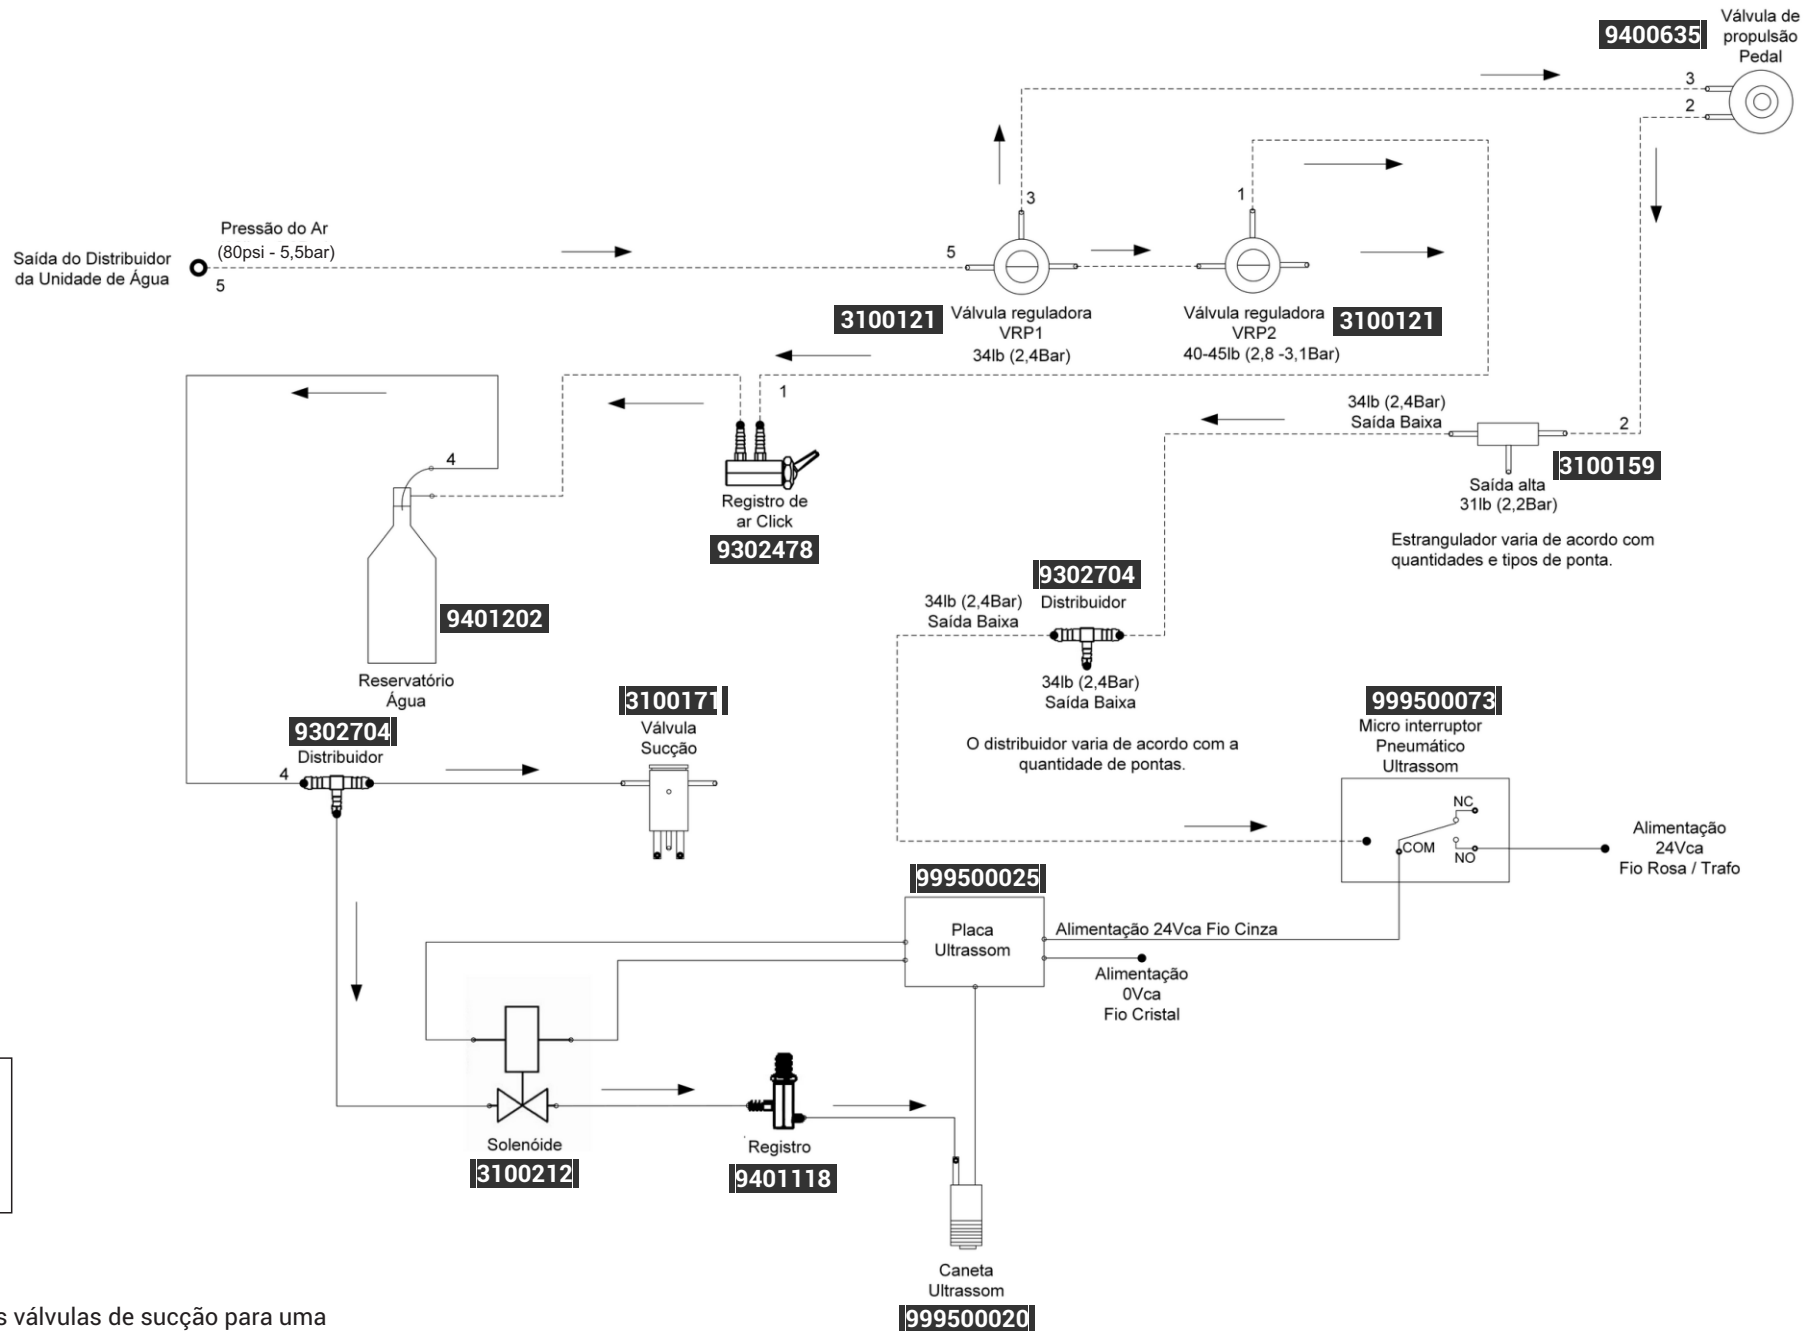 9400635
Válvula de
propulsão
Pedal
3
2
3
1
Pressão do Ar
(80psi - 5,5bar)
Saída do Distribuidor
da Unidade de Água
5
5
3100121
Válvula reguladora
VRP1
34lb (2,4Bar)
Válvula reguladora
VRP2
40-45lb (2,8 -3,1Bar)
3100121
1
34lb (2,4Bar)
Saída Baixa
2
3100159
Saída alta
31lb (2,2Bar)
Estrangulador varia de acordo com
quantidades e tipos de ponta.
4
Registro de
ar Click
9302478
9401202
Reservatório
Água
9302704
Distribuidor
34lb (2,4Bar)
Saída Baixa
34lb (2,4Bar)
Saída Baixa
O distribuidor varia de acordo com a
quantidade de pontas.
3100171
Válvula
Sucção
9302704
Distribuidor
4
999500073
Micro interruptor
Pneumático
Ultrassom
NC
COM
NO
Alimentação
24Vca
Fio Rosa / Trafo
999500025
Placa
Ultrassom
Alimentação 24Vca Fio Cinza
Alimentação
0Vca
Fio Cristal
Solenóide
3100212
Registro
9401118
Caneta
Ultrassom
999500020
s válvulas de sucção para uma